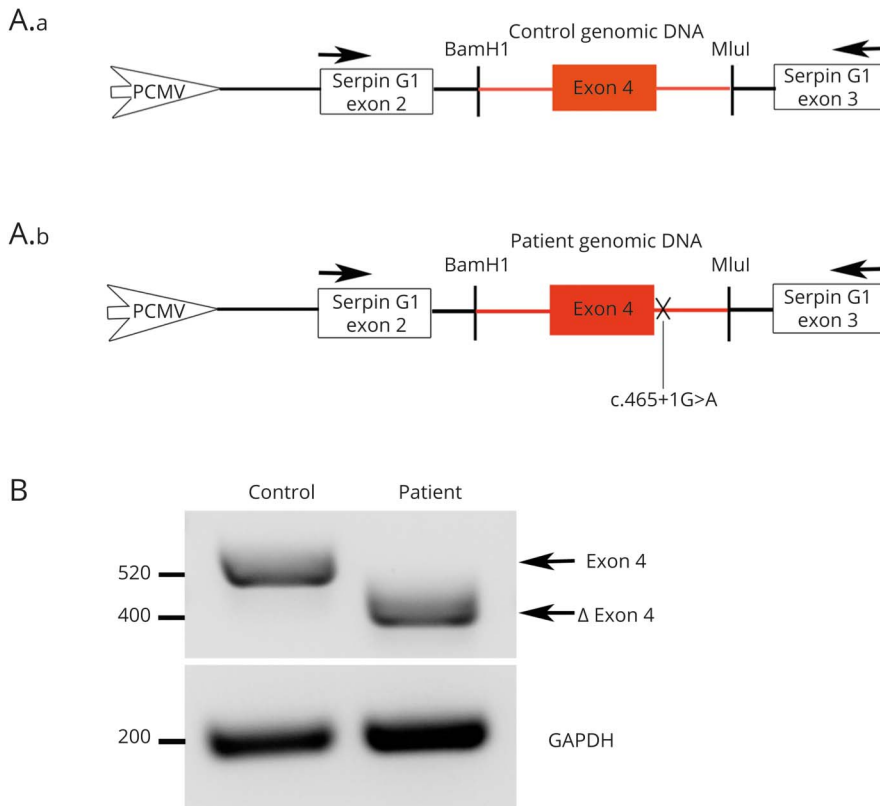 A.a
Control genomic DNA
BamH1
MluI
PCMV
Serpin G1
exon 2
Exon 4
Serpin G1
exon 3
A.b
Patient genomic DNA
BamH1
MluI
PCMV
Serpin G1
exon 2
Exon 4
Serpin G1
exon 3
c.465+1G>A
B
Control
Patient
520
Exon 4
400
Δ Exon 4
200
GAPDH